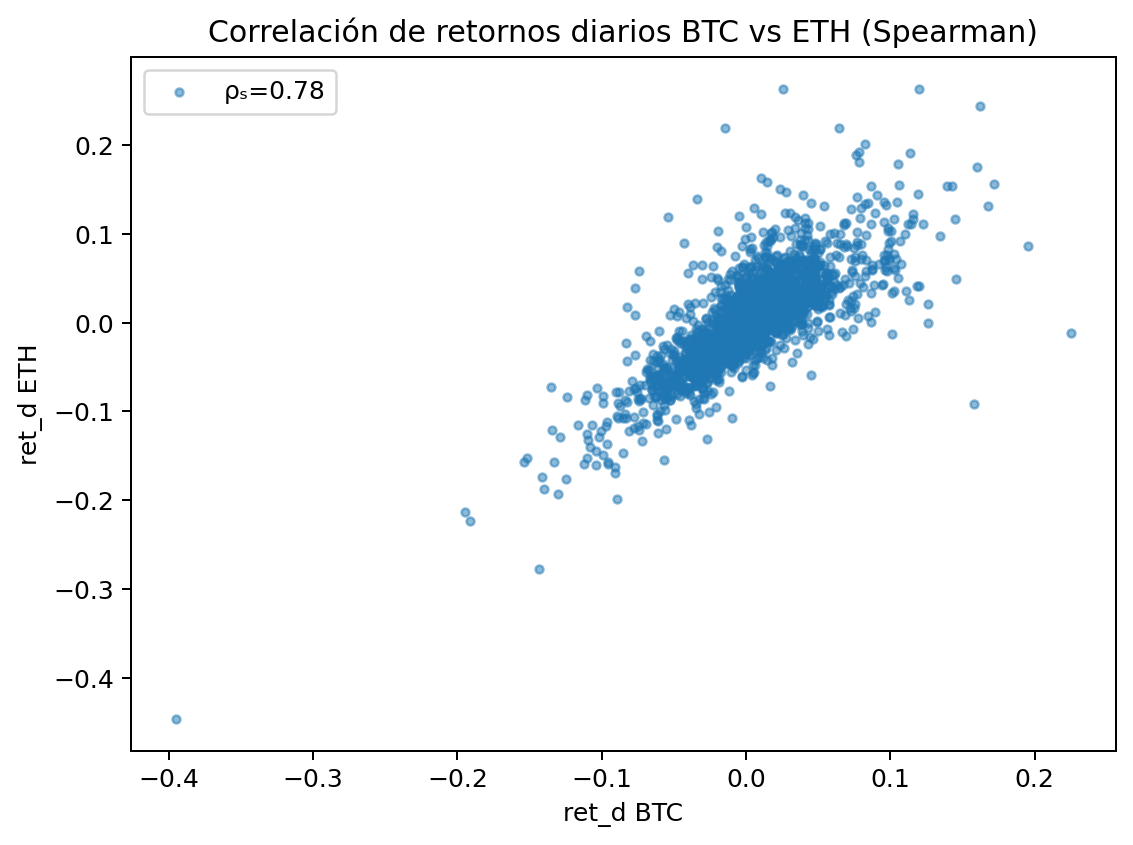 Correlación de retornos diarios BTC vs ETH (Spearman)
ρₛ=0.78
0.2
0.1
0.0
−0.1
−0.2
−0.3
−0.4
ret_d ETH
−0.4 −0.3 −0.2 −0.1 0.0 0.1 0.2
ret_d BTC